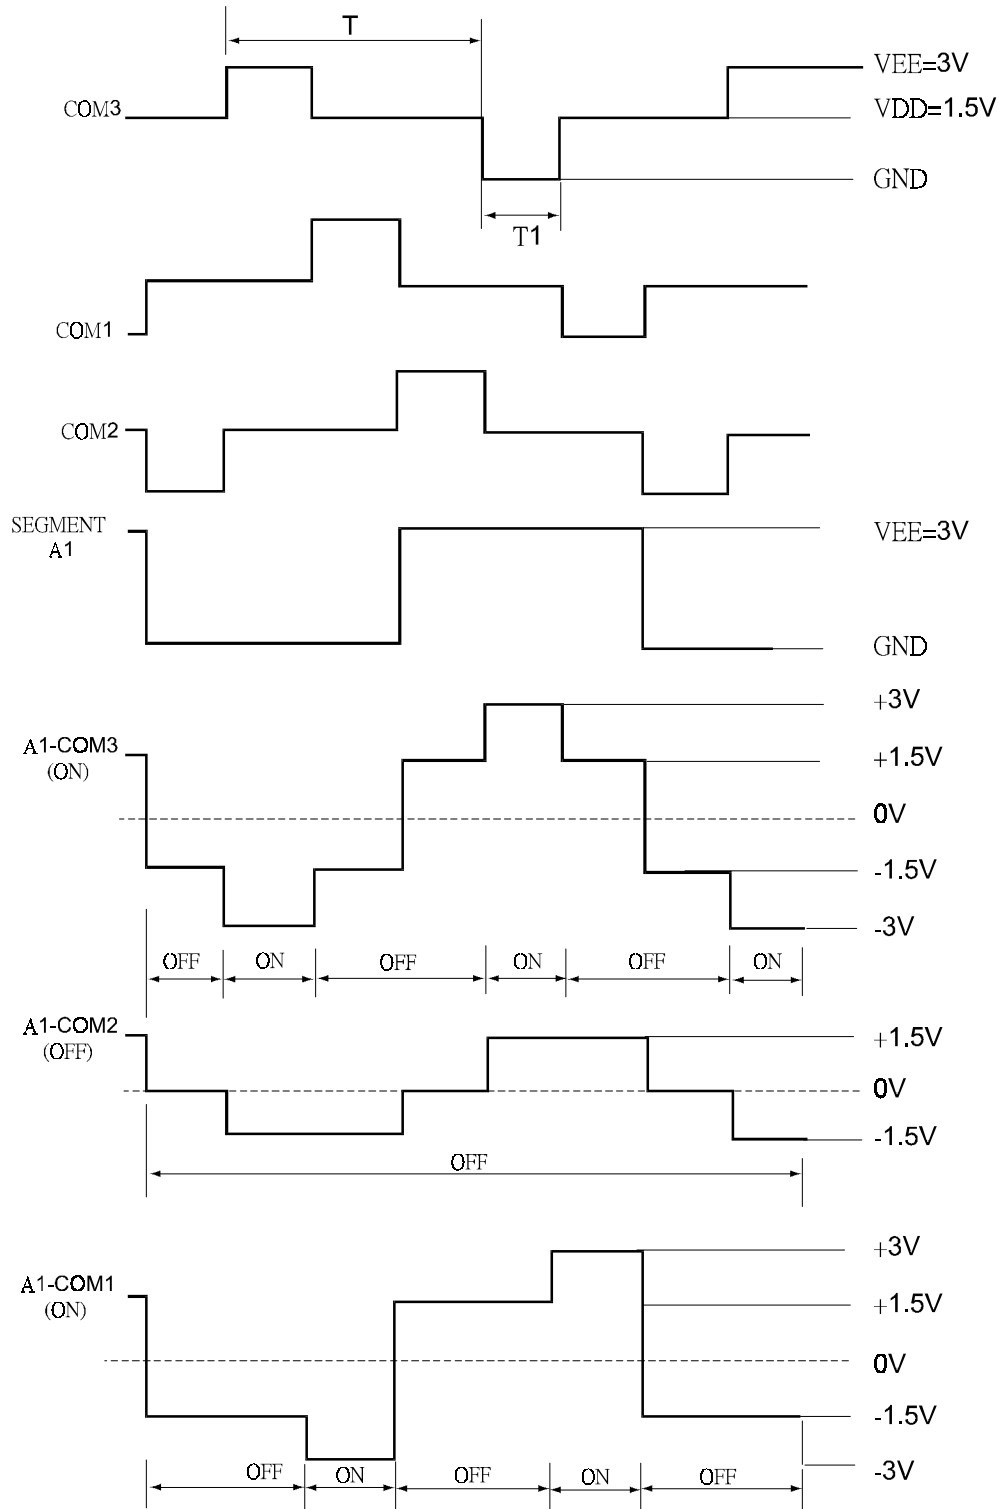 T
VEE=3V
COM3
VDD=1.5V
GND
T1
COM1
COM2
SEGMENT
A1
VEE=3V
GND
+3V
A1-COM3
(ON)
+1.5V
0V
-1.5V
-3V
OFF ON OFF ON OFF ON
A1-COM2
(OFF)
+1.5V
0V
-1.5V
OFF
+3V
A1-COM1
(ON)
+1.5V
0V
-1.5V
-3V
OFF ON OFF ON OFF